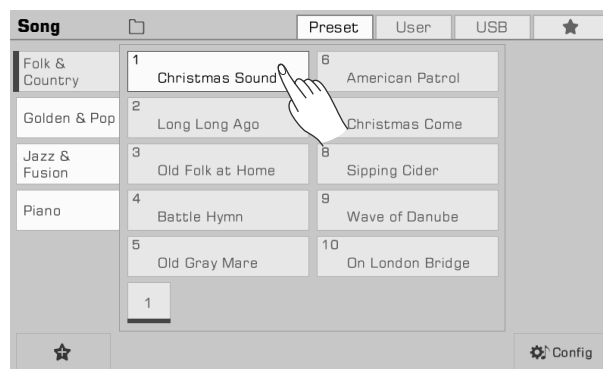 Song
Preset
User
USB
Folk &
Country
Golden & Pop
Jazz &
Fusion
Piano
1
Christmas Sound
2
Long Long Ago
3
Old Folk at Home
4
Battle Hymn
5
Old Gray Mare
6
American Patrol
Christmas Come
8
Sipping Cider
9
Wave of Danube
10
On London Bridge
1
Config